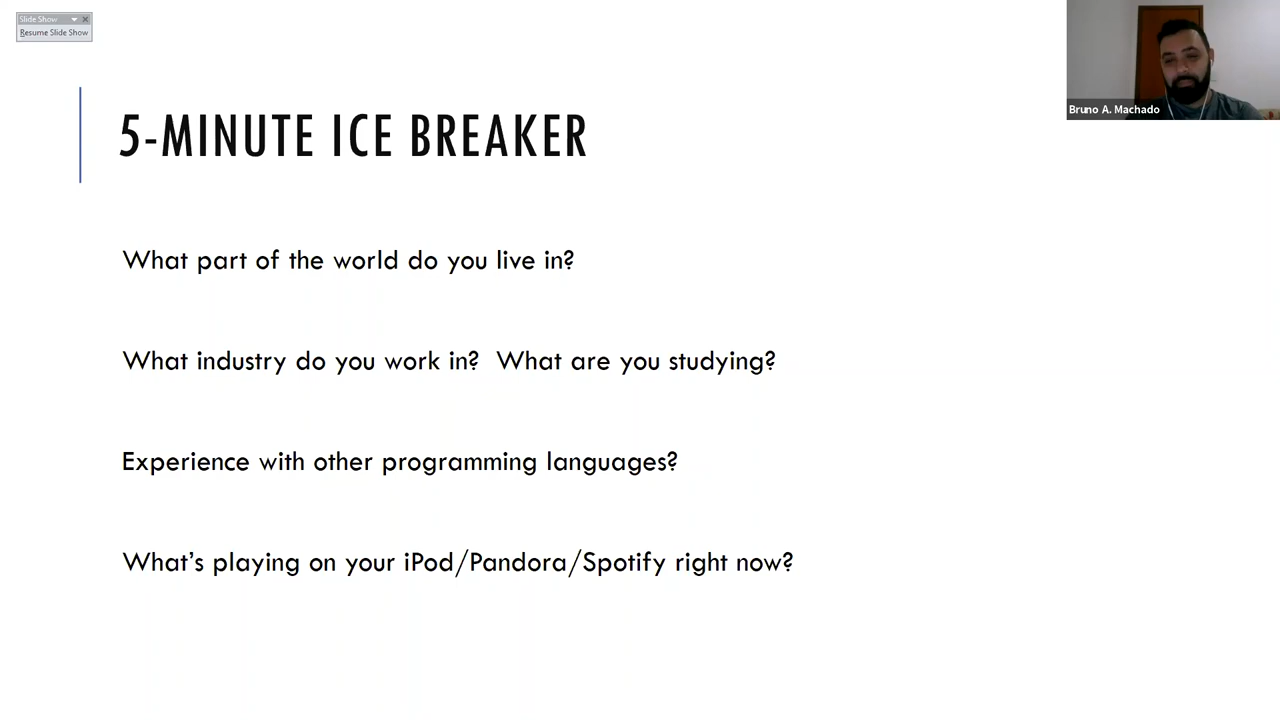 Slide Show
Resume Slide Show
Bruno A. Machado
5-MINUTE ICE BREAKER
What part of the world do you live in?
What industry do you work in?  What are you studying?
Experience with other programming languages?
What's playing on your iPod/Pandora/Spotify right now?